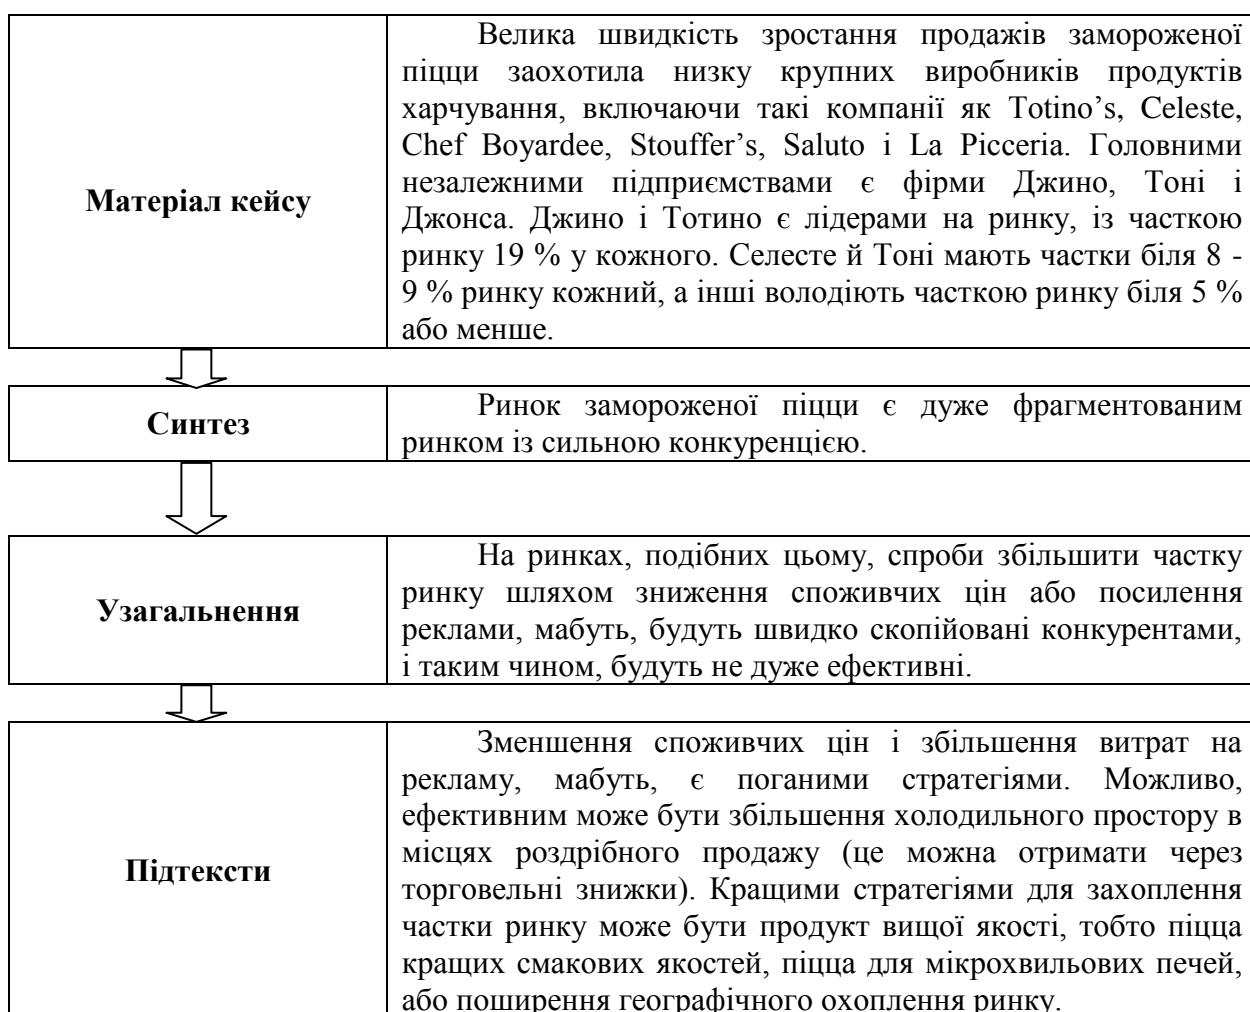 Матеріал кейсу
Велика швидкість зростання продажів замороженої
піцци заохотила низку крупних виробників продуктів
харчування, включаючи такі компанії як Totino’s, Celeste,
Chef Boyardee, Stouffer’s, Saluto і La Picceria. Головними
незалежними підприємствами є фірми Джино, Тоні і
Джонса. Джино і Тотино є лідерами на ринку, із часткою
ринку 19 % у кожного. Селесте й Тоні мають частки біля 8 -
9 % ринку кожний, а інші володіють часткою ринку біля 5 %
або менше.
Синтез
Ринок замороженої піцци є дуже фрагментованим
ринком із сильною конкуренцією.
Узагальнення
На ринках, подібних цьому, спроби збільшити частку
ринку шляхом зниження споживчих цін або посилення
реклами, мабуть, будуть швидко скопійовані конкурентами,
і таким чином, будуть не дуже ефективні.
Підтексти
Зменшення споживчих цін і збільшення витрат на
рекламу, мабуть, є поганими стратегіями. Можливо,
ефективним може бути збільшення холодильного простору в
місцях роздрібного продажу (це можна отримати через
торговельні знижки). Кращими стратегіями для захоплення
частки ринку може бути продукт вищої якості, тобто піцца
кращих смакових якостей, піцца для мікрохвильових печей,
або поширення географічного охоплення ринку.